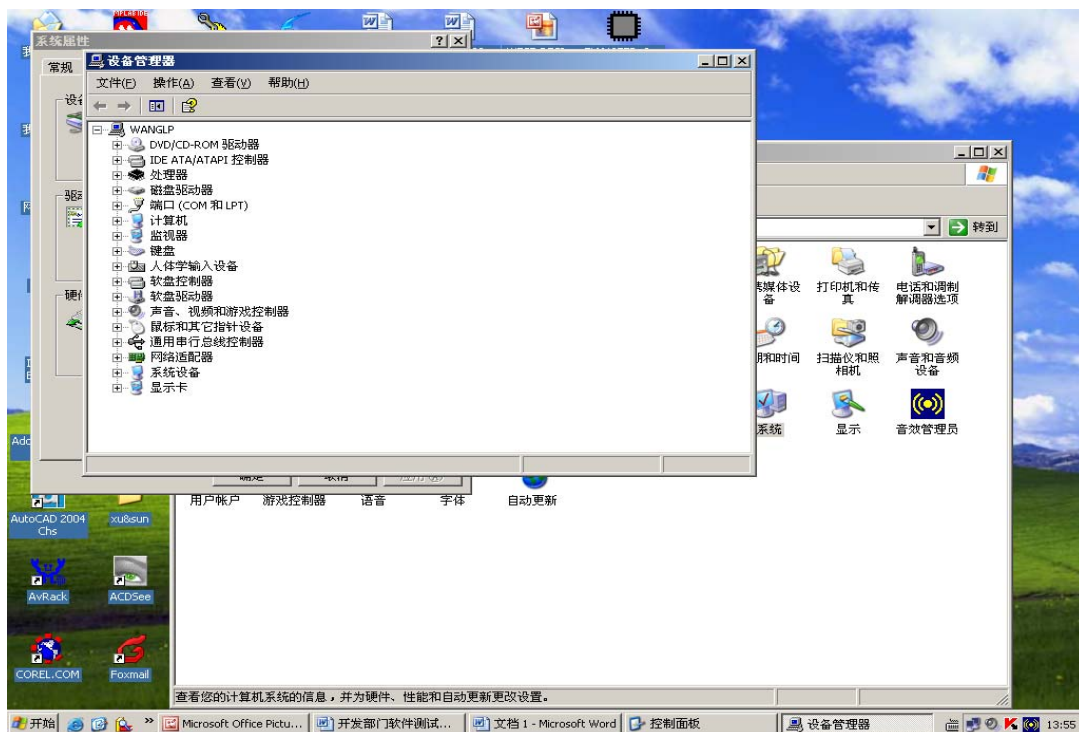 系统属性
常规
设备管理器
文件(F) 操作(A) 查看(V) 帮助(H)
WANGLP
DVD/CD-ROM 驱动器
IDE ATA/ATAPI 控制器
处理器
磁盘驱动器
端口 (COM 和 LPT)
计算机
监视器
键盘
人体学输入设备
软盘控制器
软盘驱动器
声音、视频和游戏控制器
鼠标和其它指针设备
通用串行总线控制器
网络适配器
系统设备
显示卡
转到
打印机和传真
电话和调制解调器选项
扫描仪和照相机
声音和音频设备
系统
显示
音效管理员
用户帐户
游戏控制器
语音
字体
自动更新
AutoCAD 2004
Chs
xu&sun
AvRack
ACDSee
COREL.COM
Foxmail
查看您的计算机系统的信息，并为硬件、性能和自动更新更改设置。
开始
Microsoft Office Pictu...
开发部门软件测试...
文档 1 - Microsoft Word
控制面板
设备管理器
13:55